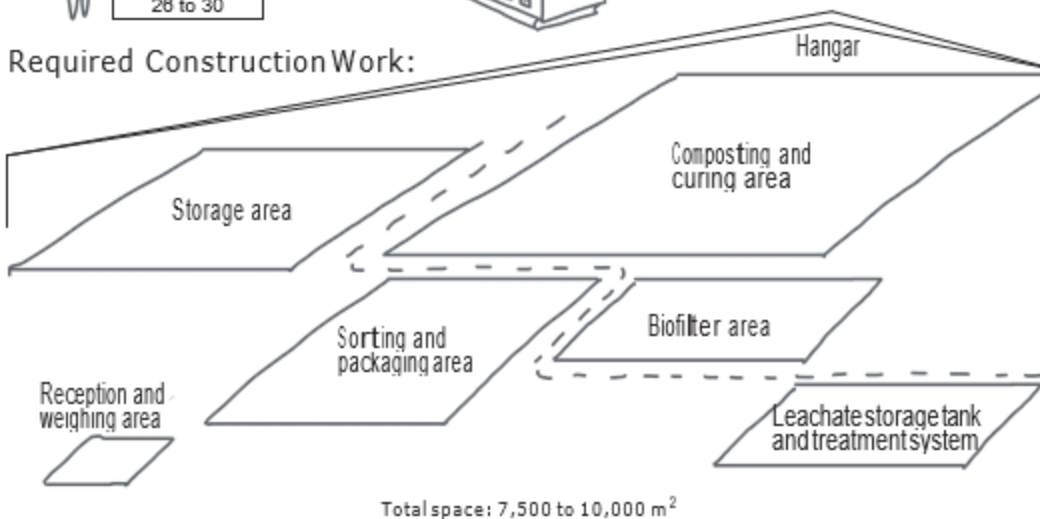 26 to 30
Required Construction Work:
Hangar
Composting and
curing area
Storage area
Sorting and
packaging area
Biofilter area
Reception and
weighing area
Leachate storage tank
and treatment system
Total space: 7,500 to 10,000 m²